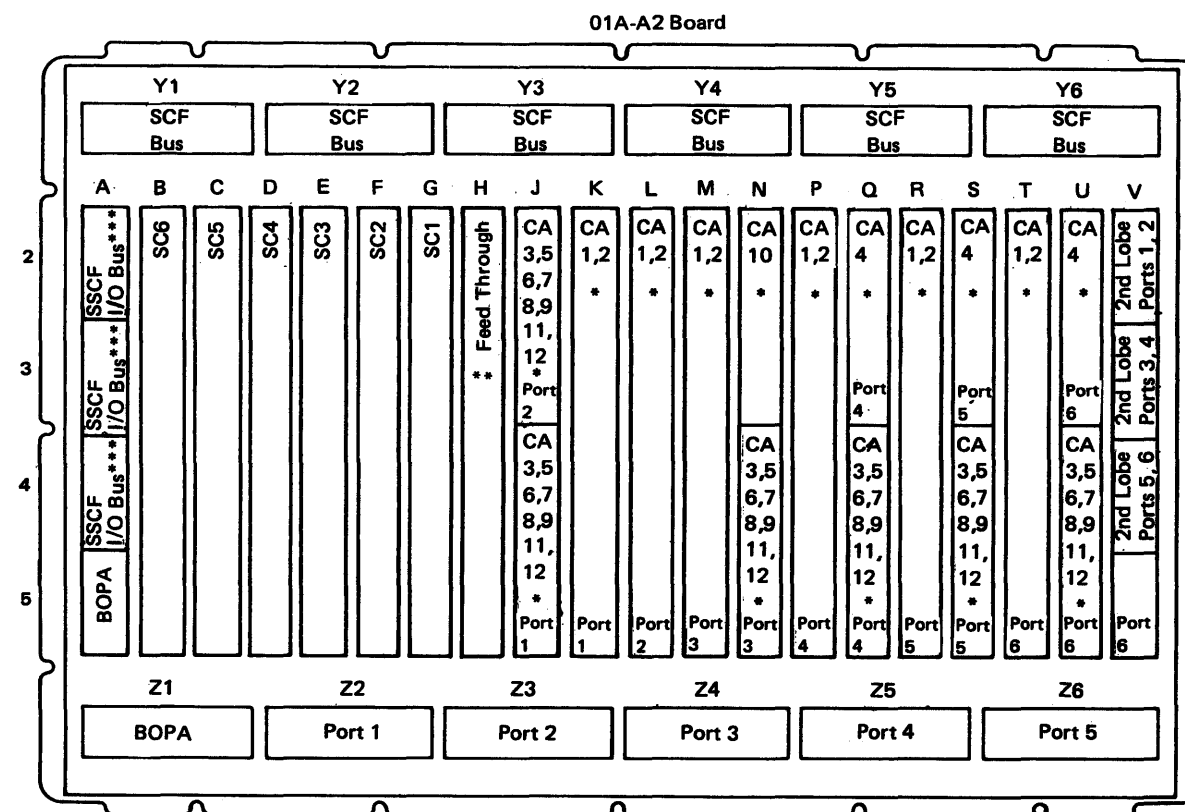 01A-A2 Board
Y1 Y2 Y3 Y4 Y5 Y6
SCF SCF SCF SCF SCF SCF
Bus Bus Bus Bus Bus Bus
A B C D E F G H J K L M N P Q R S T U V
2
3
4
5
SSCF
I/O Bus***
SSCF
I/O Bus***
SSCF
I/O Bus***
BOPA
SC6
SC5
SC4
SC3
SC2
SC1
** Feed Through
CA
3,5
6,7
8,9
11,
12
*
Port
2
CA
3,5
6,7
8,9
11,
12
*
Port
1
CA
1,2
*
Port
1
CA
1,2
*
Port
2
CA
1,2
*
Port
3
CA
10
*
CA
3,5
6,7
8,9
11,
12
*
Port
3
CA
1,2
*
Port
4
CA
4
*
Port
4
CA
3,5
6,7
8,9
11,
12
*
Port
4
CA
1,2
*
Port
5
CA
4
*
Port
5
CA
3,5
6,7
8,9
11,
12
*
Port
5
CA
1,2
*
Port
6
CA
4
*
Port
6
CA
3,5
6,7
8,9
11,
12
*
Port
6
2nd Lobe
Ports 1, 2
2nd Lobe
Ports 3, 4
2nd Lobe
Ports 5, 6
Port
6
Z1 Z2 Z3 Z4 Z5 Z6
BOPA Port 1 Port 2 Port 3 Port 4 Port 5